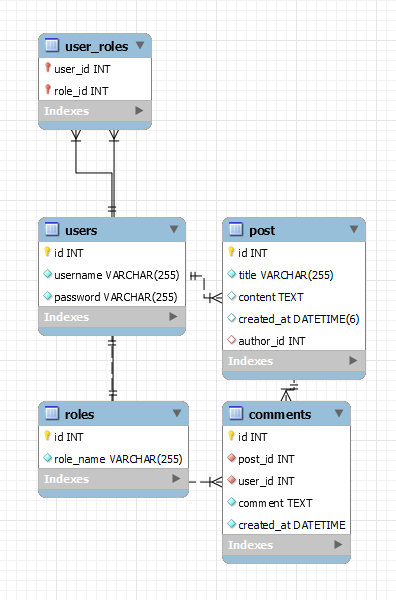 user_roles
user_id INT
role_id INT
Indexes
users
id INT
username VARCHAR(255)
password VARCHAR(255)
Indexes
post
id INT
title VARCHAR(255)
content TEXT
created_at DATETIME(6)
author_id INT
Indexes
roles
id INT
role_name VARCHAR(255)
Indexes
comments
id INT
post_id INT
user_id INT
comment TEXT
created_at DATETIME
Indexes